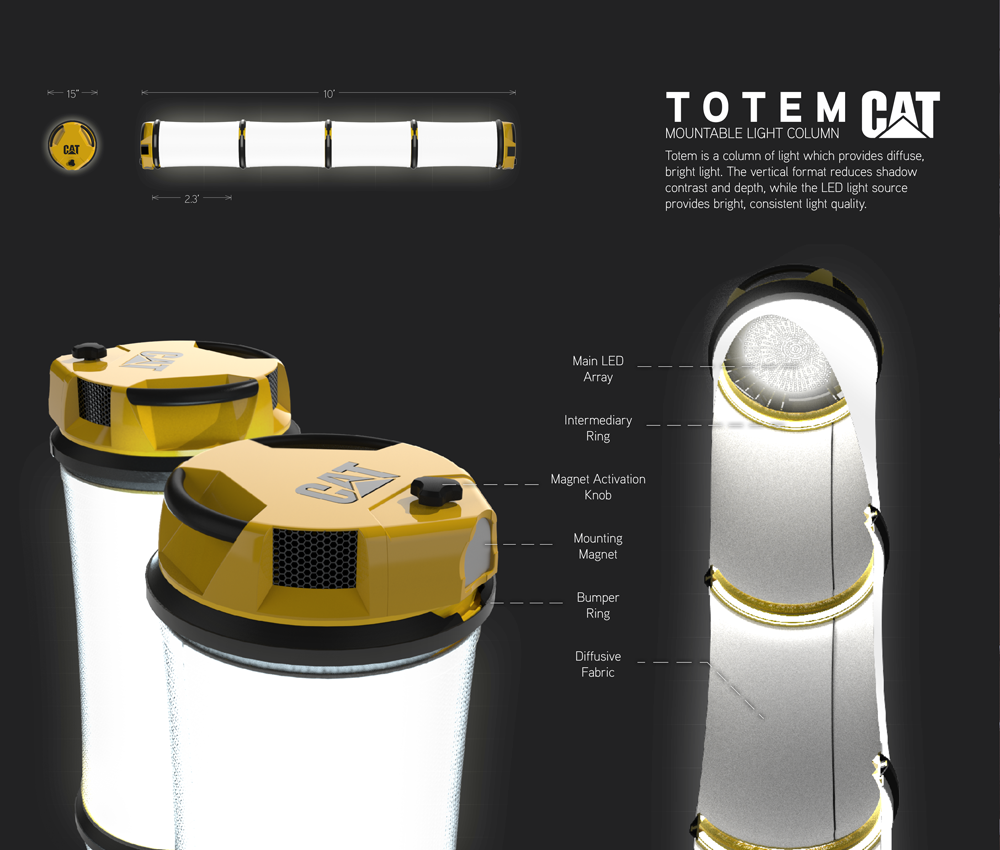 15"
10'
CAT
2.3'
TOTEM CAT
MOUNTABLE LIGHT COLUMN
Totem is a column of light which provides diffuse,
bright light. The vertical format reduces shadow
contrast and depth, while the LED light source
provides bright, consistent light quality.
CAT
CAT
Main LED
Array
Intermediary
Ring
Magnet Activation
Knob
Mounting
Magnet
Bumper
Ring
Diffusive
Fabric